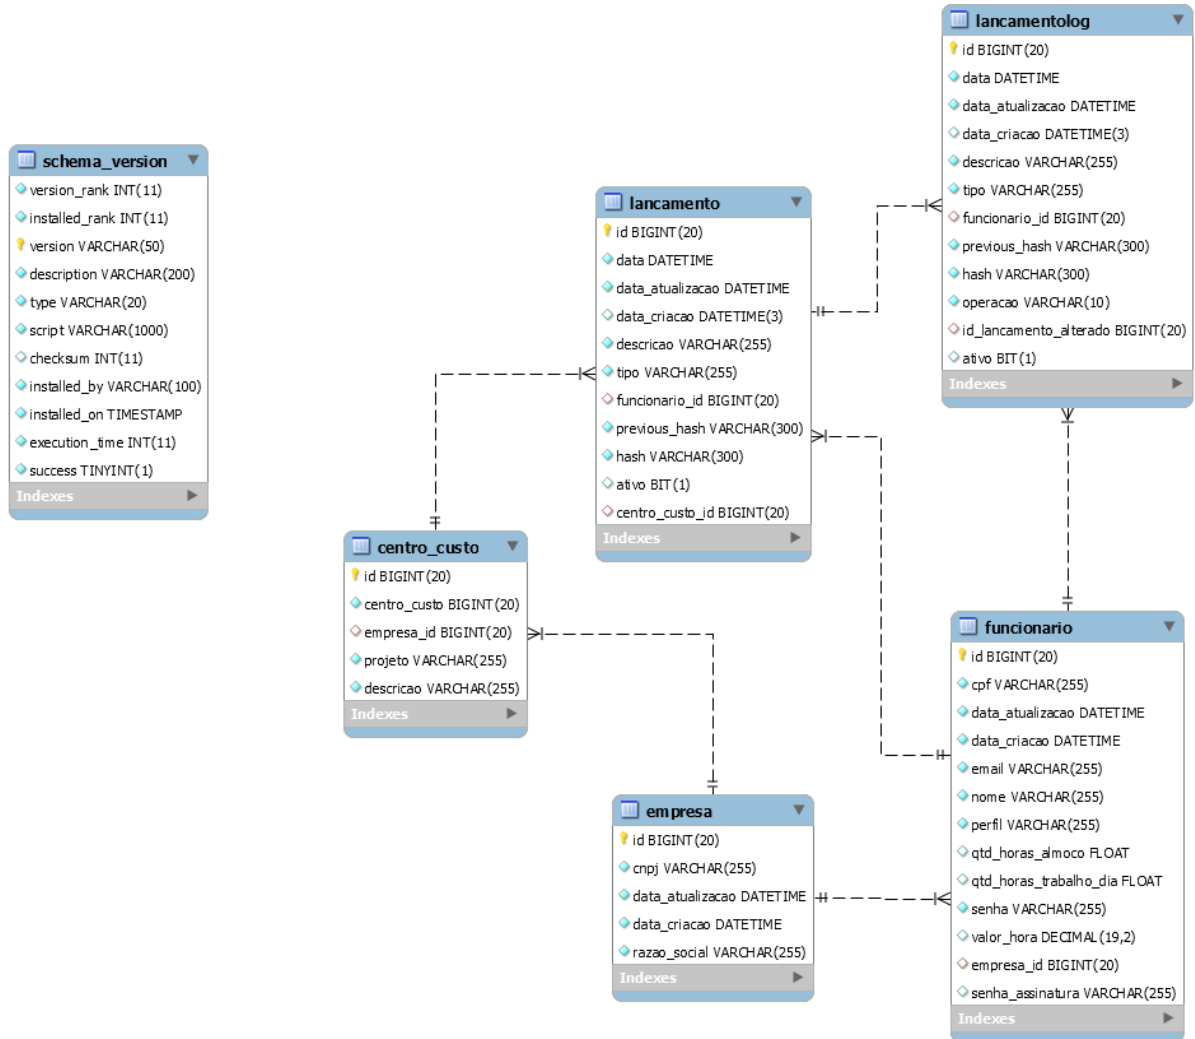 schema_version
version_rank INT(11)
installed_rank INT(11)
version VARCHAR(50)
description VARCHAR(200)
type VARCHAR(20)
script VARCHAR(1000)
checksum INT(11)
installed_by VARCHAR(100)
installed_on TIMESTAMP
execution_time INT(11)
success TINYINT(1)
Indexes
lancamento
id BIGINT(20)
data DATETIME
data_atualizacao DATETIME
data_criacao DATETIME(3)
descricao VARCHAR(255)
tipo VARCHAR(255)
funcionario_id BIGINT(20)
previous_hash VARCHAR(300)
hash VARCHAR(300)
ativo BIT(1)
centro_custo_id BIGINT(20)
Indexes
lancamentolog
id BIGINT(20)
data DATETIME
data_atualizacao DATETIME
data_criacao DATETIME(3)
descricao VARCHAR(255)
tipo VARCHAR(255)
funcionario_id BIGINT(20)
previous_hash VARCHAR(300)
hash VARCHAR(300)
operacao VARCHAR(10)
id_lancamento_alterado BIGINT(20)
ativo BIT(1)
Indexes
centro_custo
id BIGINT(20)
centro_custo BIGINT(20)
empresa_id BIGINT(20)
projeto VARCHAR(255)
descricao VARCHAR(255)
Indexes
empresa
id BIGINT(20)
cnpj VARCHAR(255)
data_atualizacao DATETIME
data_criacao DATETIME
razao_social VARCHAR(255)
Indexes
funcionario
id BIGINT(20)
cpf VARCHAR(255)
data_atualizacao DATETIME
data_criacao DATETIME
email VARCHAR(255)
nome VARCHAR(255)
perfil VARCHAR(255)
qtd_horas_almoco FLOAT
qtd_horas_trabalho_dia FLOAT
senha VARCHAR(255)
valor_hora DECIMAL(19,2)
empresa_id BIGINT(20)
senha_assinatura VARCHAR(255)
Indexes